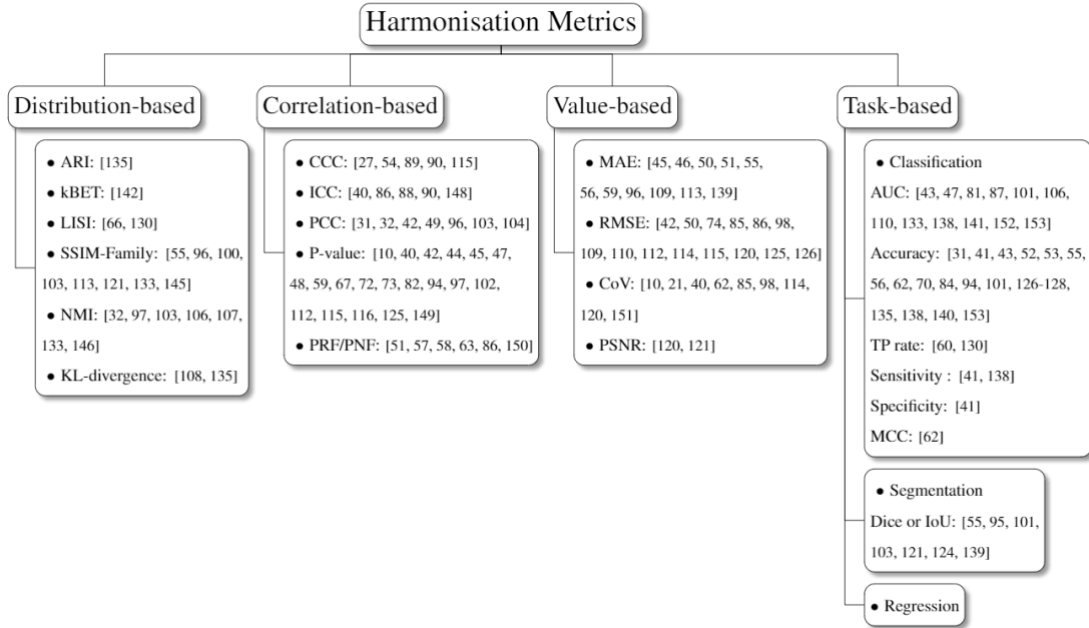 Harmonisation Metrics
Distribution-based
● ARI: [135]
● kBET: [142]
● LISI: [66, 130]
● SSIM-Family: [55, 96, 100,
103, 113, 121, 133, 145]
● NMI: [32, 97, 103, 106, 107,
133, 146]
● KL-divergence: [108, 135]
Correlation-based
● CCC: [27, 54, 89, 90, 115]
● ICC: [40, 86, 88, 90, 148]
● PCC: [31, 32, 42, 49, 96, 103, 104]
● P-value: [10, 40, 42, 44, 45, 47,
48, 59, 67, 72, 73, 82, 94, 97, 102,
112, 115, 116, 125, 149]
● PRF/PNF: [51, 57, 58, 63, 86, 150]
Value-based
● MAE: [45, 46, 50, 51, 55,
56, 59, 96, 109, 113, 139]
● RMSE: [42, 50, 74, 85, 86, 98,
109, 110, 112, 114, 115, 120, 125, 126]
● CoV: [10, 21, 40, 62, 85, 98, 114,
120, 151]
● PSNR: [120, 121]
Task-based
● Classification
AUC: [43, 47, 81, 87, 101, 106,
110, 133, 138, 141, 152, 153]
Accuracy: [31, 41, 43, 52, 53, 55,
56, 62, 70, 84, 94, 101, 126-128,
135, 138, 140, 153]
TP rate: [60, 130]
Sensitivity : [41, 138]
Specificity: [41]
MCC: [62]
● Segmentation
Dice or IoU: [55, 95, 101,
103, 121, 124, 139]
● Regression